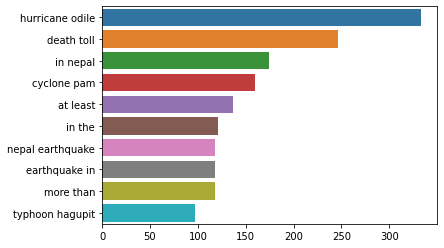 hurricane odile
death toll
in nepal
cyclone pam
at least
in the
nepal earthquake
earthquake in
more than
typhoon hagupit
0 50 100 150 200 250 300